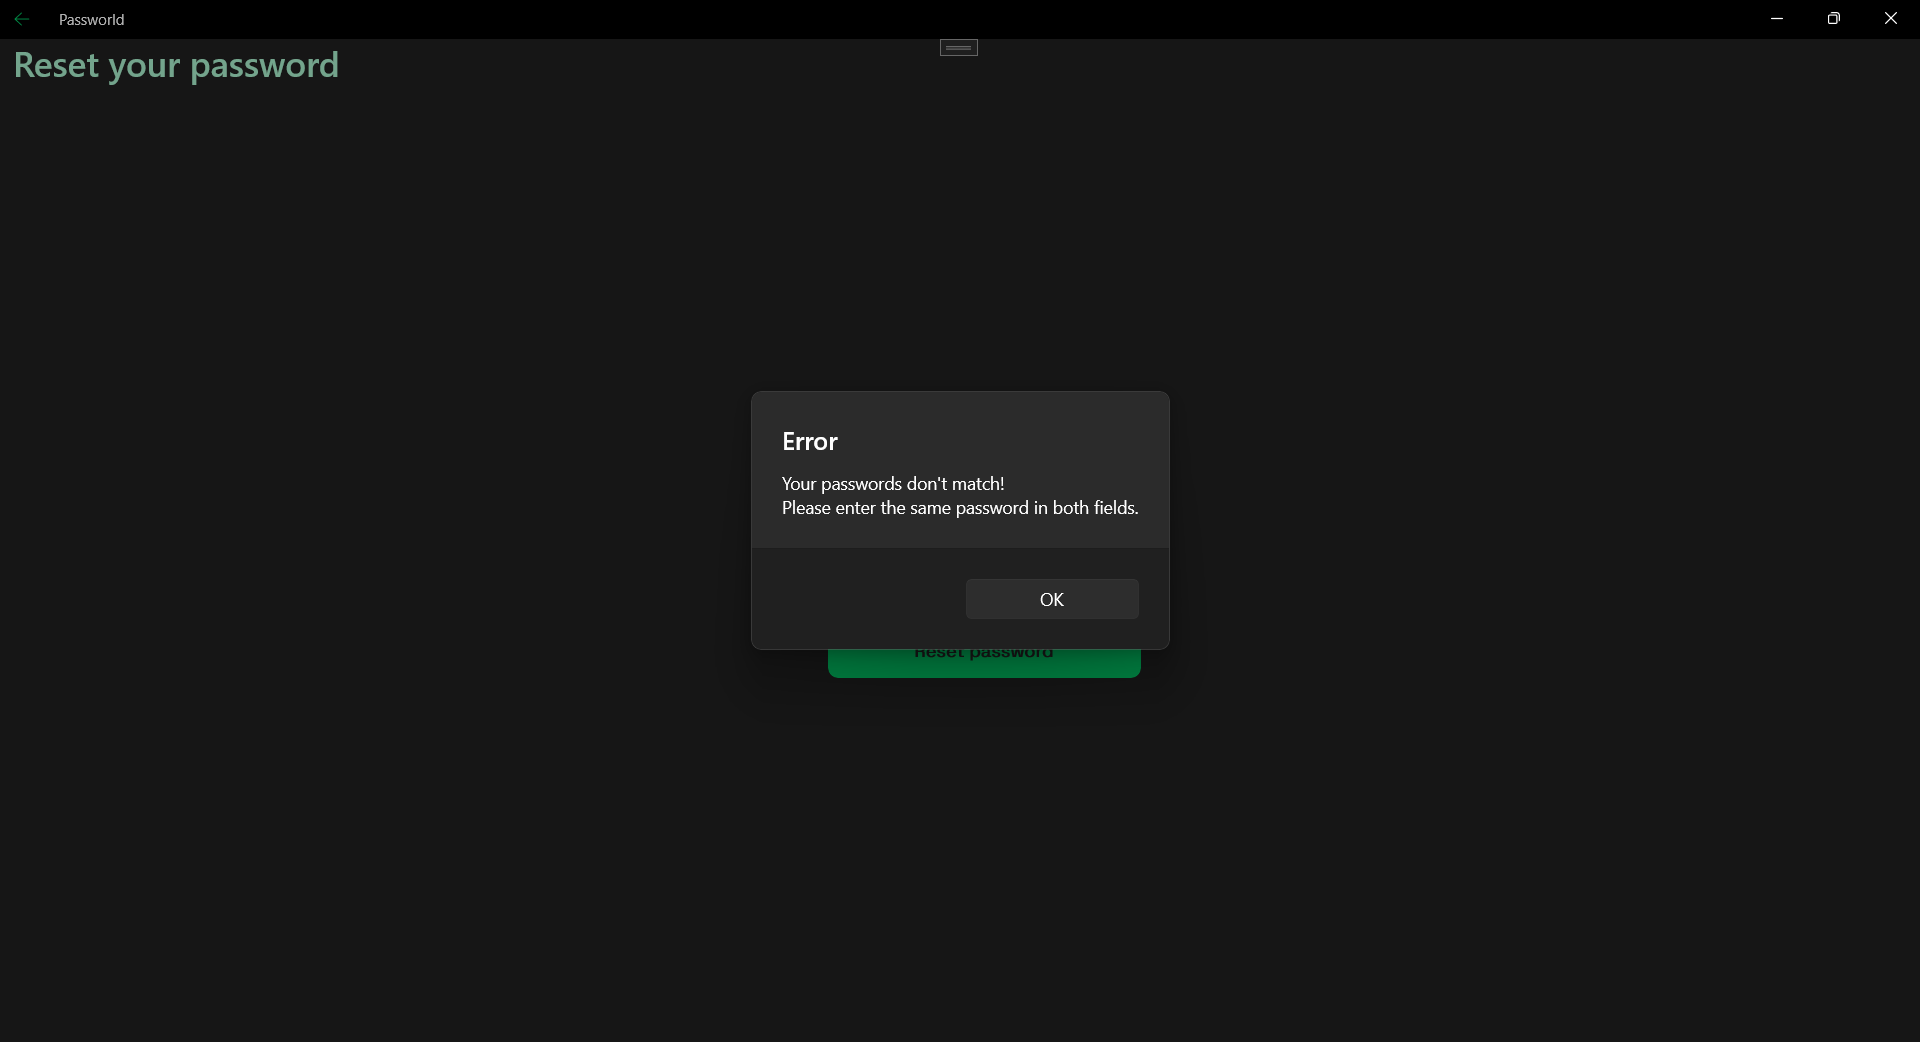 Passworld
Reset your password
Error
Your passwords don't match!
Please enter the same password in both fields.
OK
Reset password